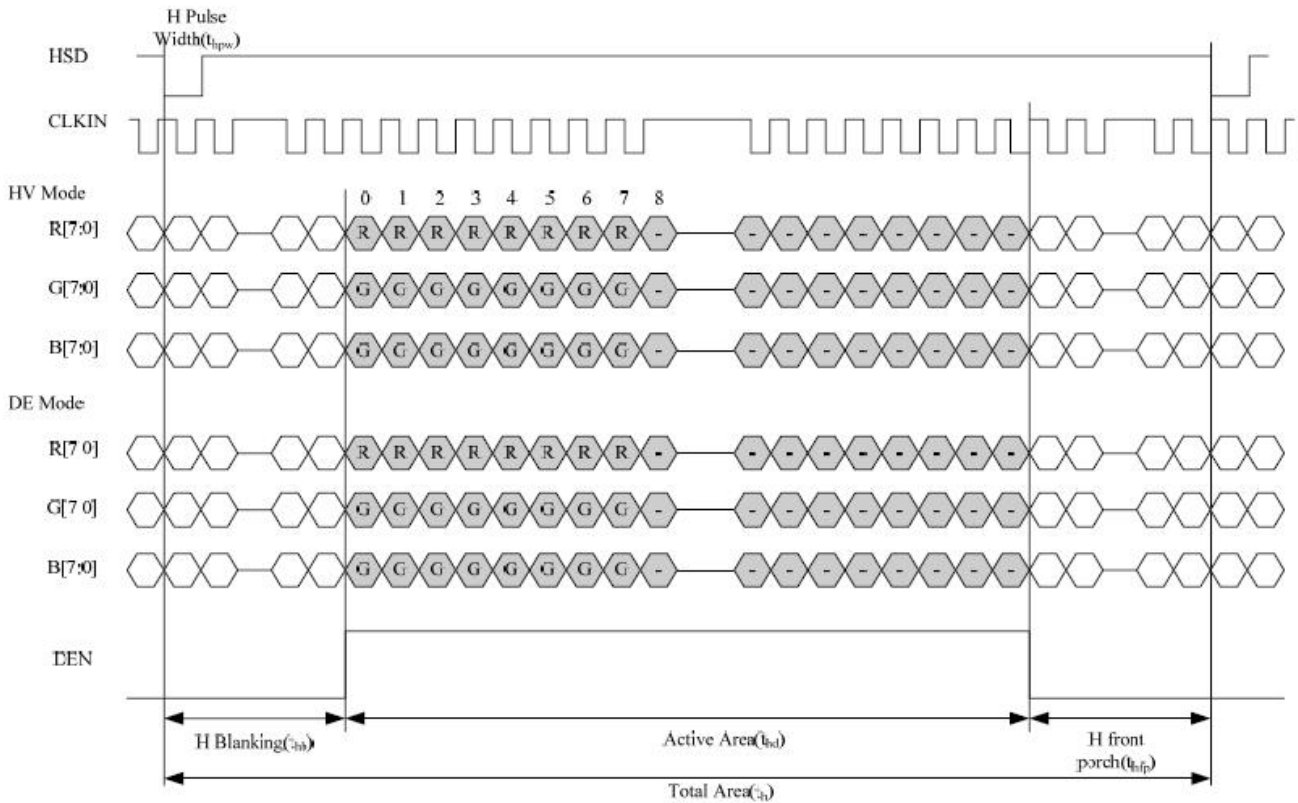 H Pulse
Width(thpw)
HSD
CLKIN
HV Mode
0 1 2 3 4 5 6 7 8
R[7:0]
R R R R R R R R - - - - - - - - -
G[7:0]
G G G G G G G G - - - - - - - - -
B[7:0]
G G G G G G G G - - - - - - - - -
DE Mode
R[7 0]
R R R R R R R R - - - - - - - - -
G[7 0]
G G G G G G G G - - - - - - - - -
B[7:0]
G G G G G G G G - - - - - - - - -
DEN
H Blanking(thb)
Active Area(thd)
H front
porch(thfp)
Total Area(th)